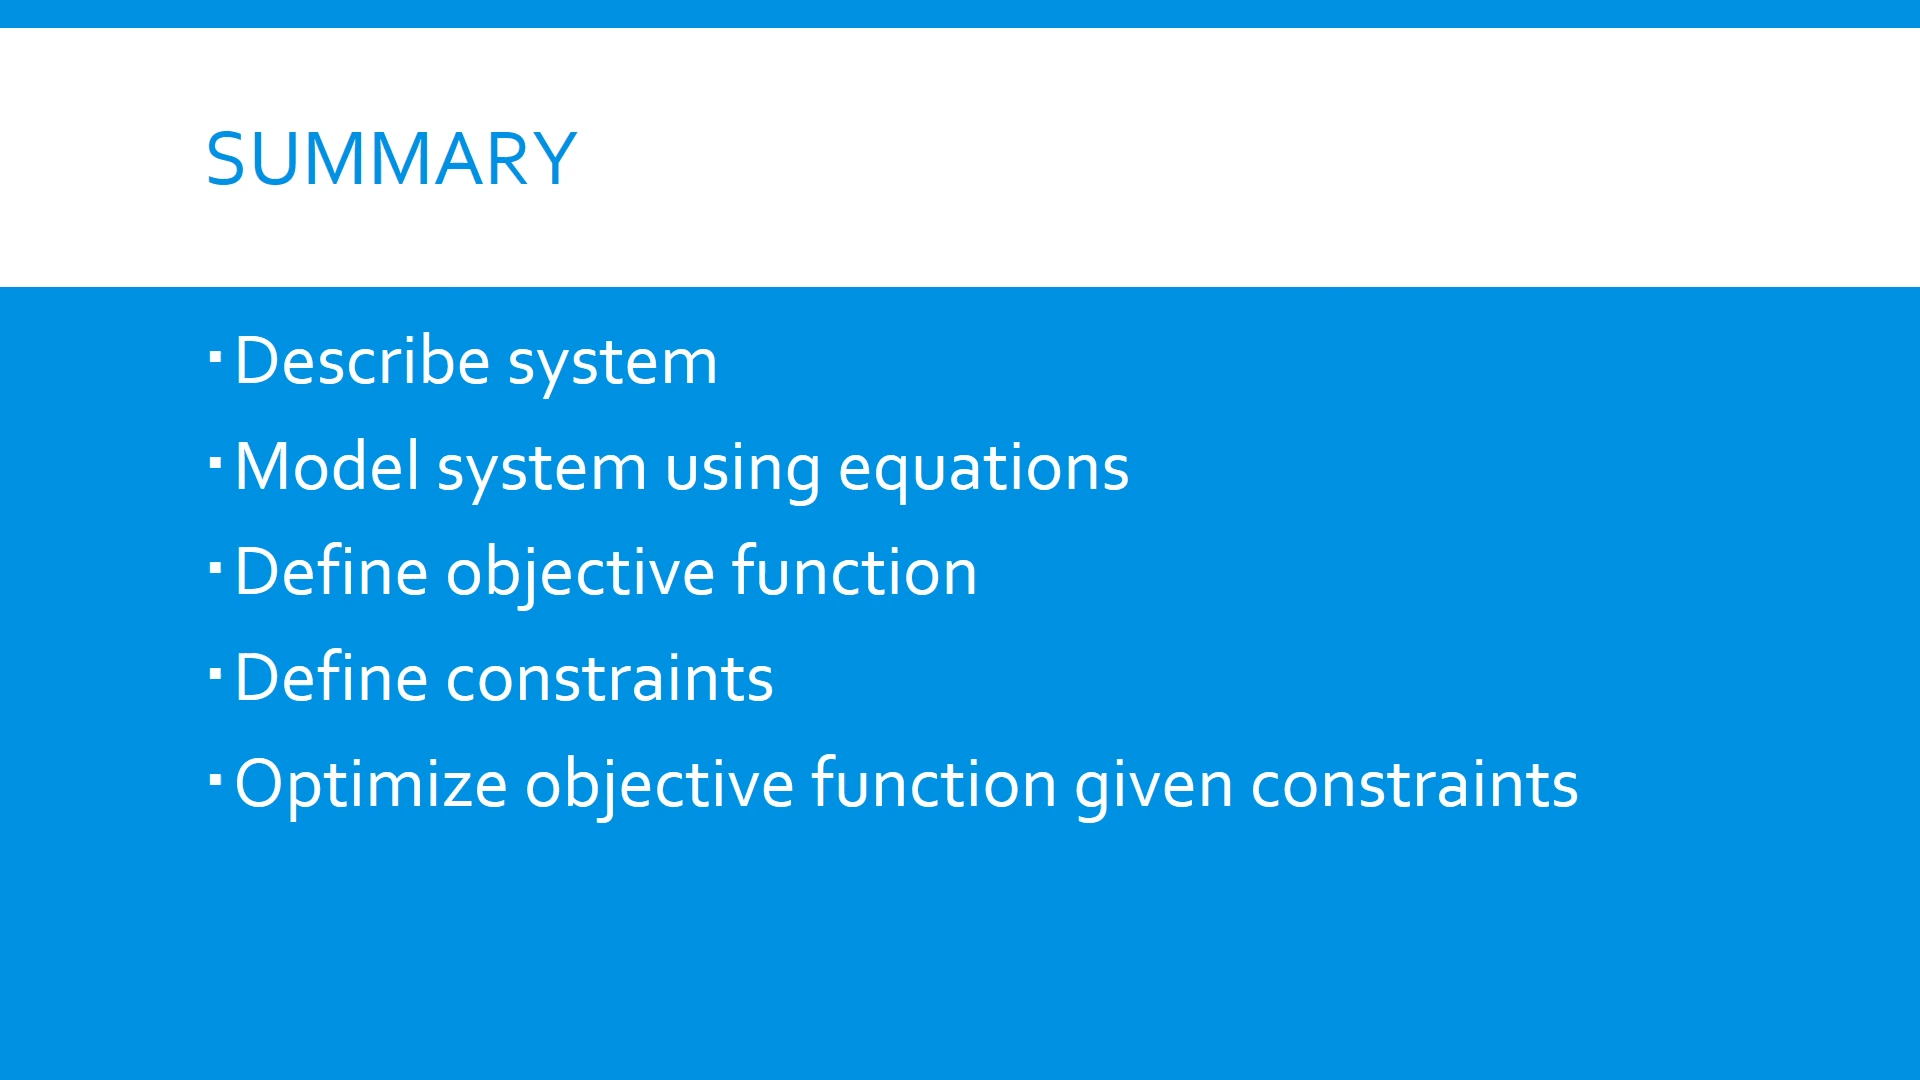 SUMMARY
▪Describe system
▪Model system using equations
▪Define objective function
▪Define constraints
▪Optimize objective function given constraints